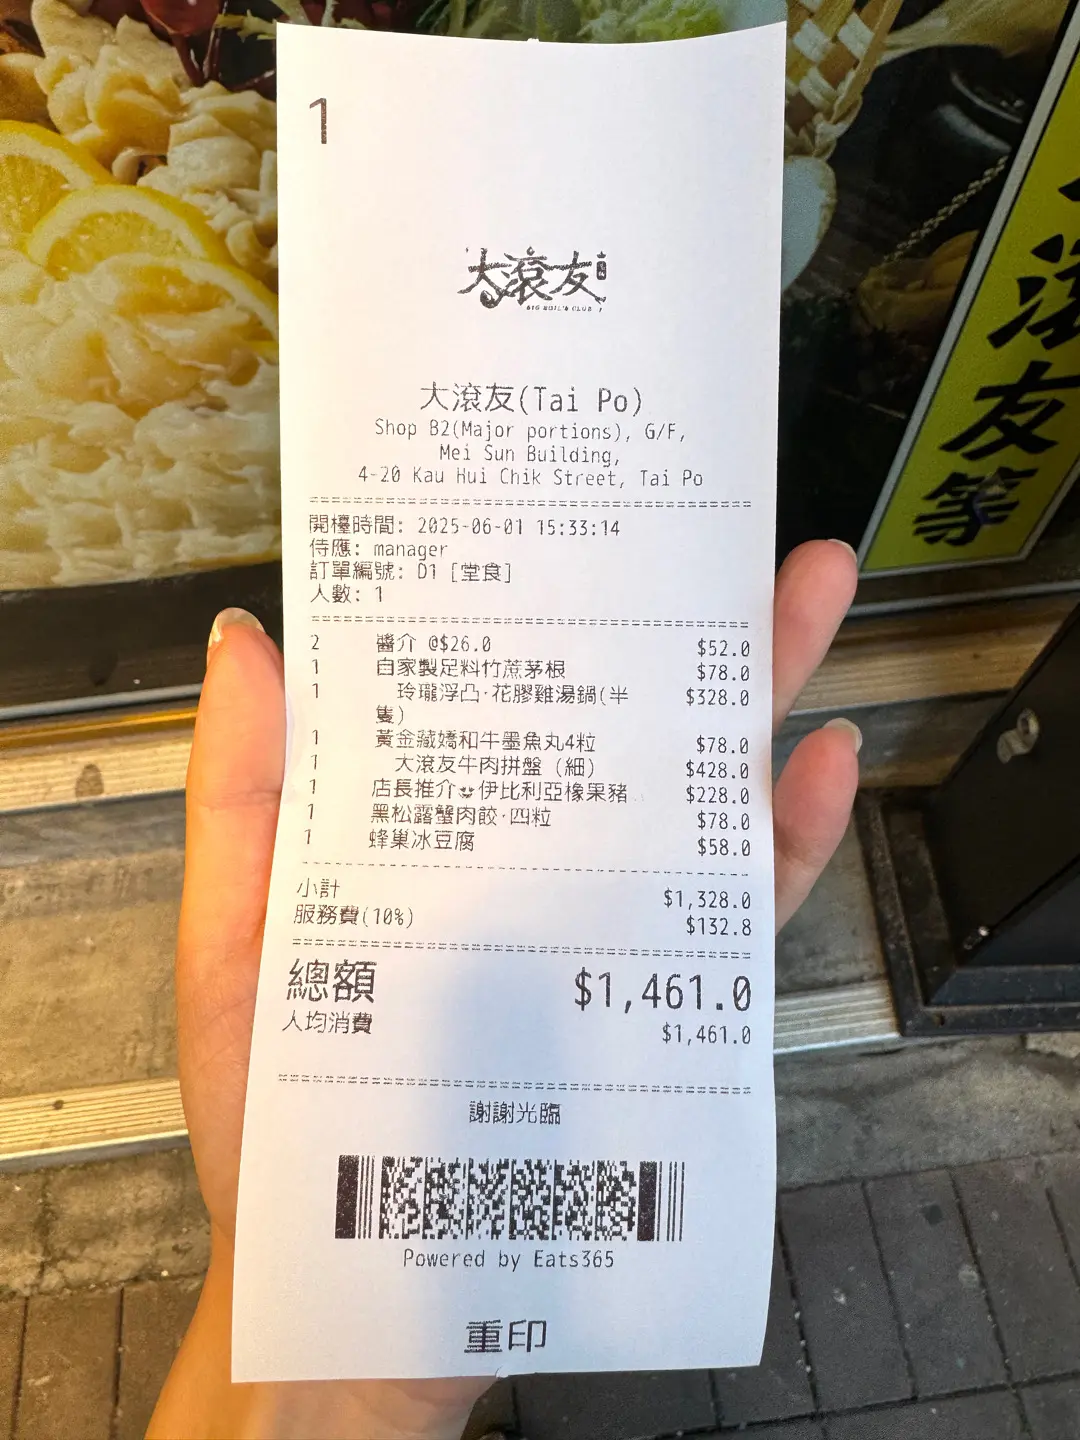 1
大滾友
BIG BOIL'S CLUB
大滾友(Tai Po)
Shop B2(Major portions), G/F,
Mei Sun Building,
4-20 Kau Hui Chik Street, Tai Po
開檯時間: 2025-06-01 15:33:14
侍應: manager
訂單編號: D1 [堂食]
人數: 1
2 醬介 @$26.0 $52.0
1 自家製足料竹蔗茅根 $78.0
1 玲瓏浮凸·花膠雞湯鍋(半 $328.0
隻)
1 黃金藏嬌和牛墨魚丸4粒 $78.0
1 大滾友牛肉拼盤 (細) $428.0
1 店長推介 伊比利亞橡果豬 $228.0
1 黑松露蟹肉餃·四粒 $78.0
1 蜂巢冰豆腐 $58.0
小計 $1,328.0
服務費(10%) $132.8
總額 $1,461.0
人均消費 $1,461.0
謝謝光臨
Powered by Eats365
重印
滾
友
等